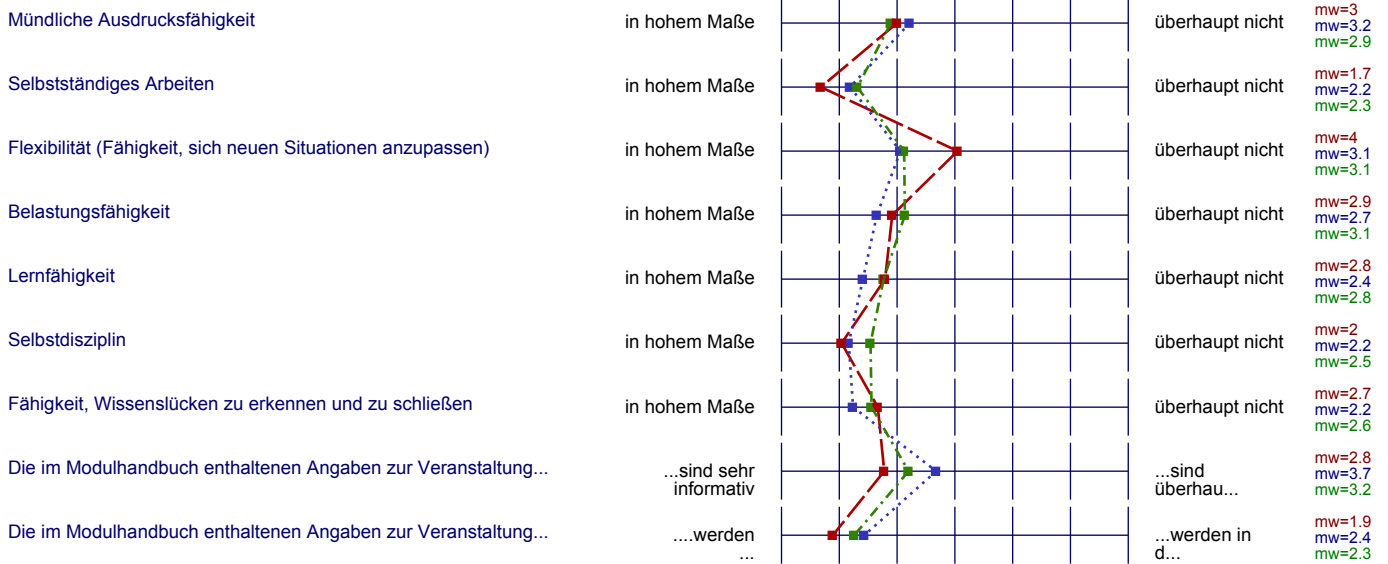 Mündliche Ausdrucksfähigkeit in hohem Maße überhaupt nicht mw=3
mw=3.2
mw=2.9
Selbstständiges Arbeiten in hohem Maße überhaupt nicht mw=1.7
mw=2.2
mw=2.3
Flexibilität (Fähigkeit, sich neuen Situationen anzupassen) in hohem Maße überhaupt nicht mw=4
mw=3.1
mw=3.1
Belastungsfähigkeit in hohem Maße überhaupt nicht mw=2.9
mw=2.7
mw=3.1
Lernfähigkeit in hohem Maße überhaupt nicht mw=2.8
mw=2.4
mw=2.8
Selbstdisziplin in hohem Maße überhaupt nicht mw=2
mw=2.2
mw=2.5
Fähigkeit, Wissenslücken zu erkennen und zu schließen in hohem Maße überhaupt nicht mw=2.7
mw=2.2
mw=2.6
Die im Modulhandbuch enthaltenen Angaben zur Veranstaltung... ...sind sehr ...sind mw=2.8
mw=3.7
informativ überhau... mw=3.2
Die im Modulhandbuch enthaltenen Angaben zur Veranstaltung... ....werden ...werden in mw=1.9
mw=2.4
... d... mw=2.3